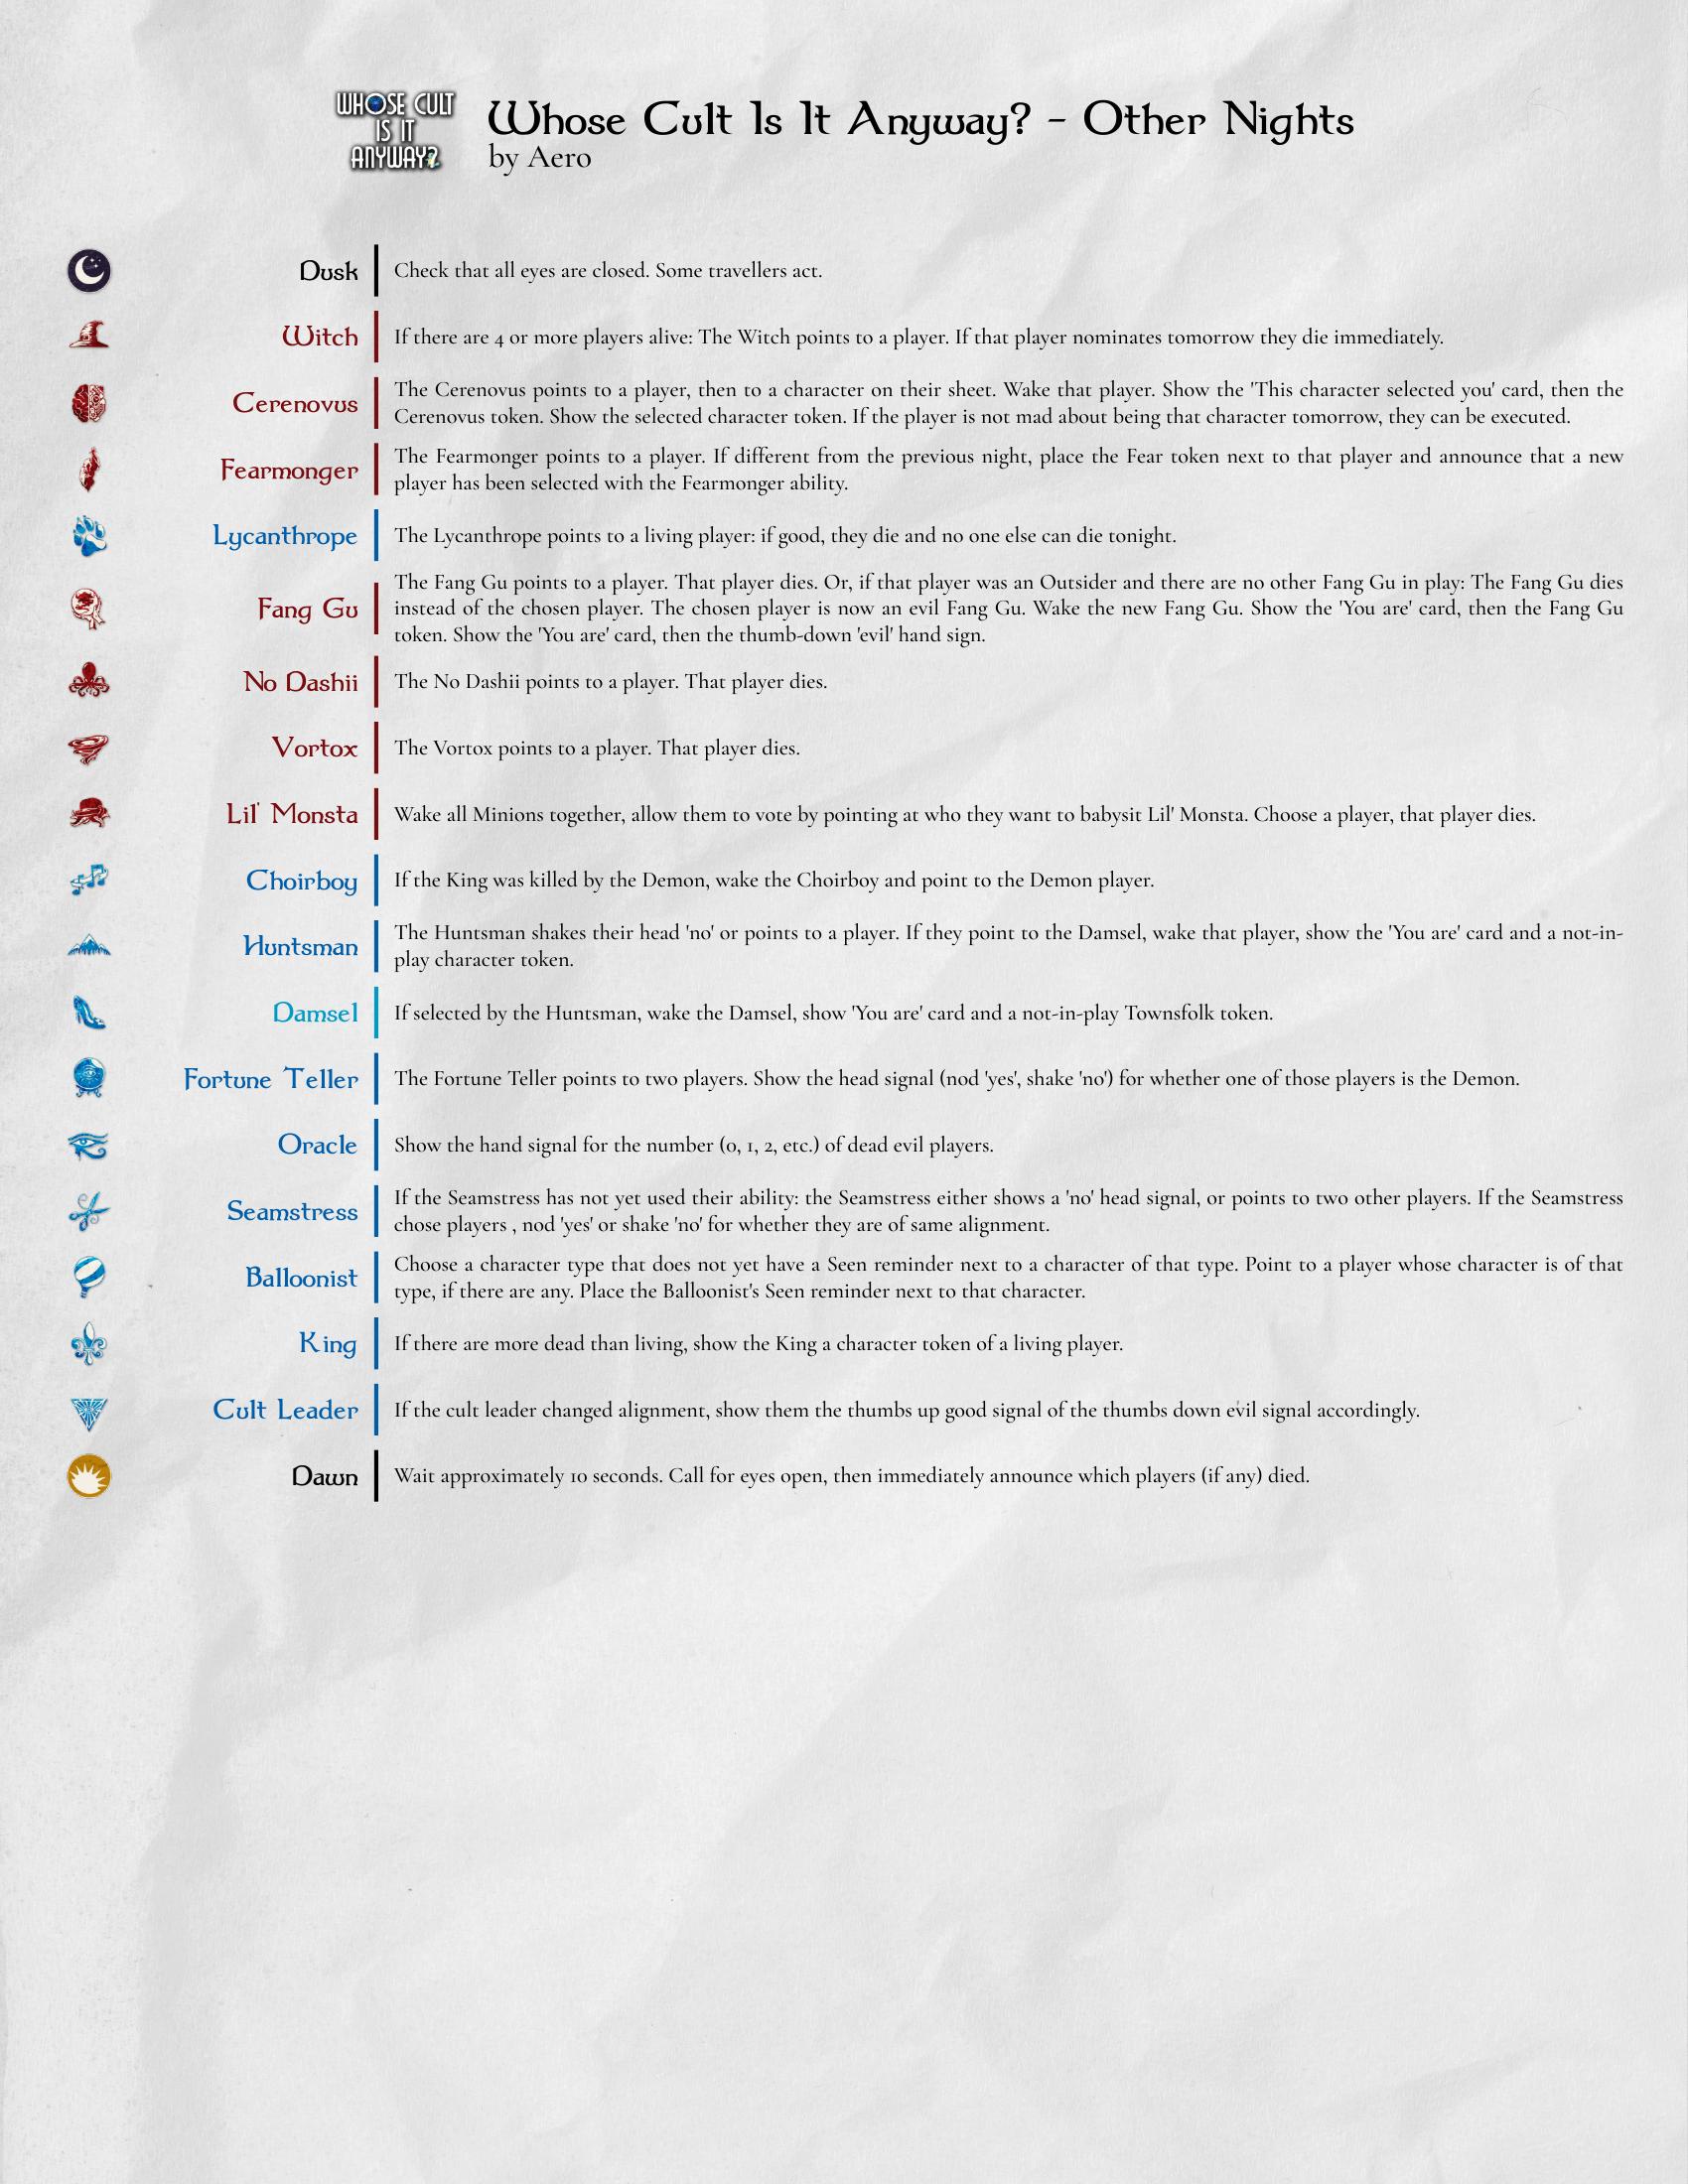 WHOSE CULT
IS IT
ANYWAY?
Whose Cult Is It Anyway? - Other Nights
by Aero
Dusk
Check that all eyes are closed. Some travellers act.
Witch
If there are 4 or more players alive: The Witch points to a player. If that player nominates tomorrow they die immediately.
Cerenovus
The Cerenovus points to a player, then to a character on their sheet. Wake that player. Show the 'This character selected you' card, then the
Cerenovus token. Show the selected character token. If the player is not mad about being that character tomorrow, they can be executed.
Fearmonger
The Fearmonger points to a player. If different from the previous night, place the Fear token next to that player and announce that a new
player has been selected with the Fearmonger ability.
Lycanthrope
The Lycanthrope points to a living player: if good, they die and no one else can die tonight.
Fang Gu
The Fang Gu points to a player. That player dies. Or, if that player was an Outsider and there are no other Fang Gu in play: The Fang Gu dies
instead of the chosen player. The chosen player is now an evil Fang Gu. Wake the new Fang Gu. Show the 'You are' card, then the Fang Gu
token. Show the 'You are' card, then the thumb-down 'evil' hand sign.
No Dashii
The No Dashii points to a player. That player dies.
Vortox
The Vortox points to a player. That player dies.
Lil' Monsta
Wake all Minions together, allow them to vote by pointing at who they want to babysit Lil' Monsta. Choose a player, that player dies.
Choirboy
If the King was killed by the Demon, wake the Choirboy and point to the Demon player.
Huntsman
The Huntsman shakes their head 'no' or points to a player. If they point to the Damsel, wake that player, show the 'You are' card and a not-in-
play character token.
Damsel
If selected by the Huntsman, wake the Damsel, show 'You are' card and a not-in-play Townsfolk token.
Fortune Teller
The Fortune Teller points to two players. Show the head signal (nod 'yes', shake 'no') for whether one of those players is the Demon.
Oracle
Show the hand signal for the number (0, 1, 2, etc.) of dead evil players.
Seamstress
If the Seamstress has not yet used their ability: the Seamstress either shows a 'no' head signal, or points to two other players. If the Seamstress
chose players , nod 'yes' or shake 'no' for whether they are of same alignment.
Balloonist
Choose a character type that does not yet have a Seen reminder next to a character of that type. Point to a player whose character is of that
type, if there are any. Place the Balloonist's Seen reminder next to that character.
King
If there are more dead than living, show the King a character token of a living player.
Cult Leader
If the cult leader changed alignment, show them the thumbs up good signal of the thumbs down evil signal accordingly.
Dawn
Wait approximately 10 seconds. Call for eyes open, then immediately announce which players (if any) died.